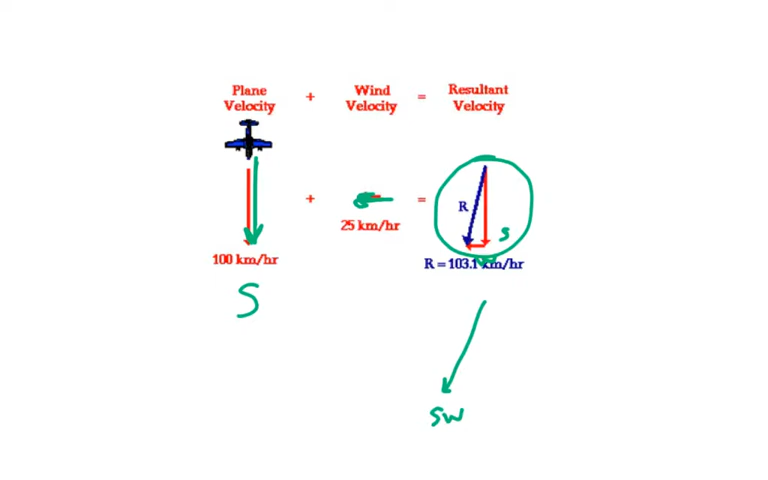 Plane Velocity + Wind Velocity = Resultant Velocity
+ 25 km/hr = R S
100 km/hr R = 103.1 km/hr
S
SW